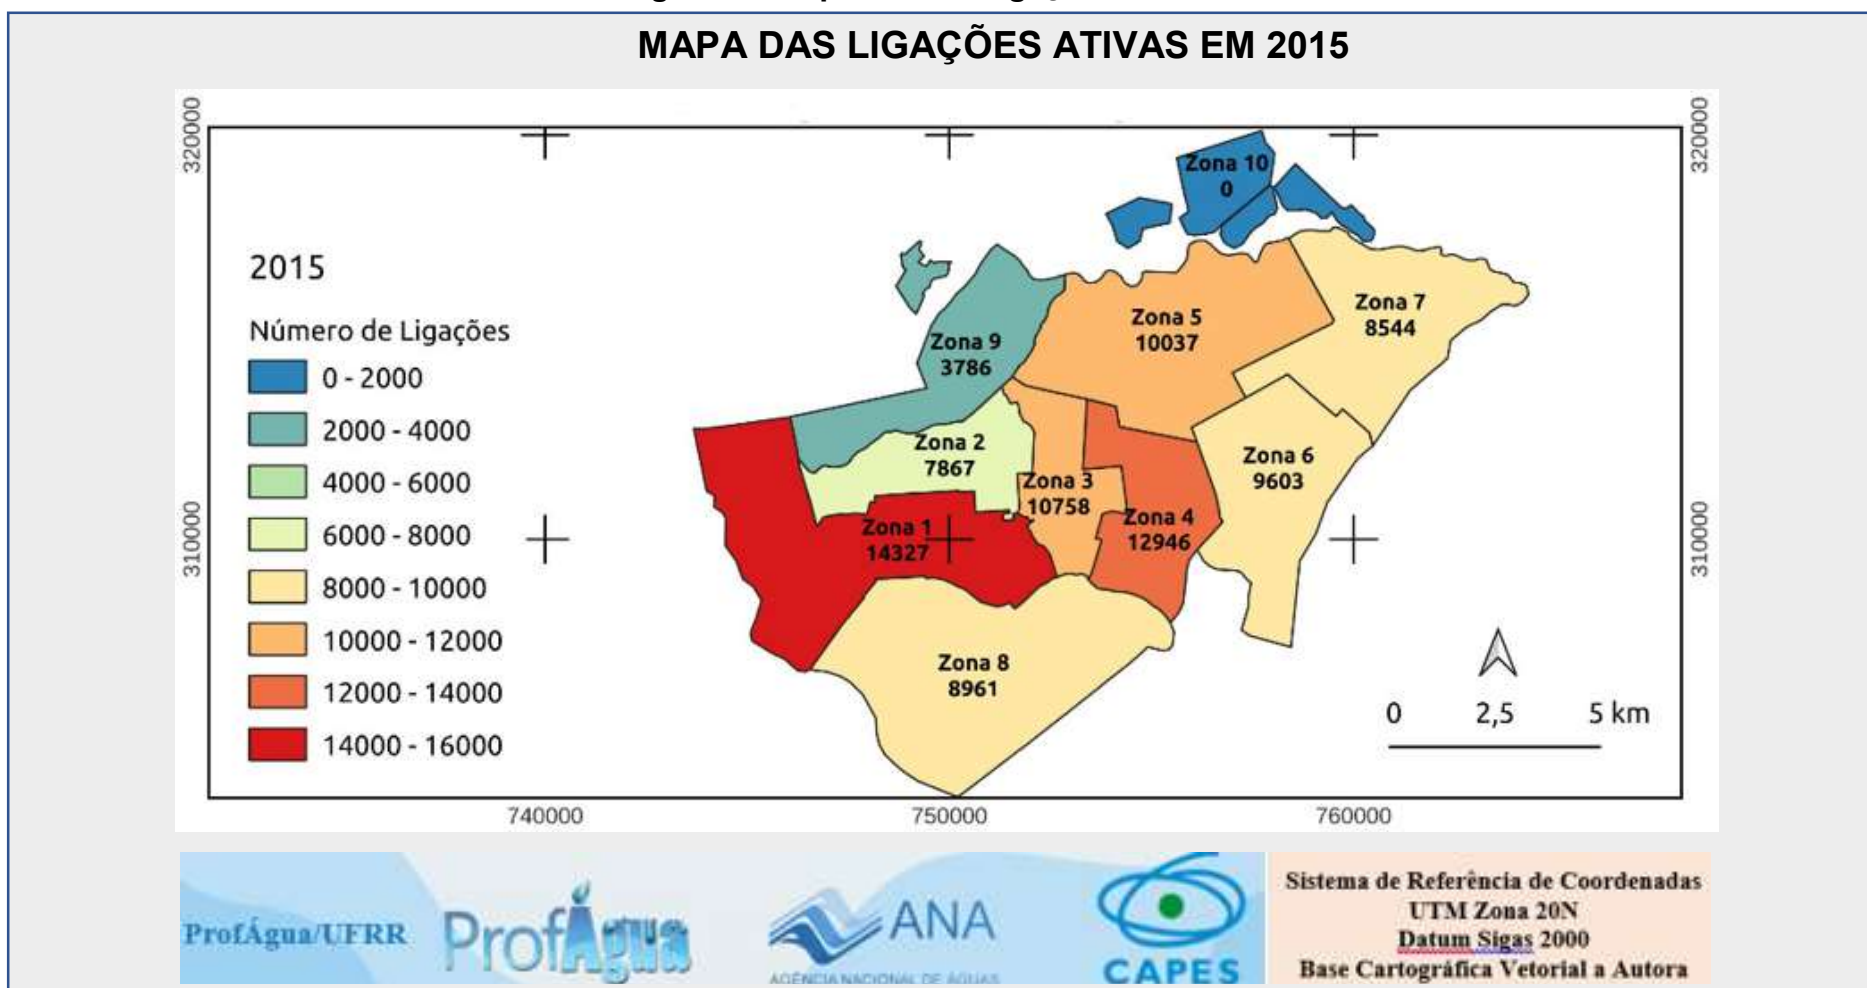 MAPA DAS LIGAÇÕES ATIVAS EM 2015
320000
320000
Zona 10
0
2015
Número de Ligações
0 - 2000
2000 - 4000
4000 - 6000
6000 - 8000
8000 - 10000
10000 - 12000
12000 - 14000
14000 - 16000
Zona 9
3786
Zona 5
10037
Zona 7
8544
Zona 2
7867
Zona 3
10758
Zona 6
9603
Zona 1
14327
Zona 4
12946
Zona 8
8961
310000
310000
0 2,5 5 km
740000 750000 760000
ProfÁgua/UFRR
ProfÁgua
ANA
AGÊNCIA NACIONAL DE ÁGUAS
CAPES
Sistema de Referência de Coordenadas
UTM Zona 20N
Datum Sigas 2000
Base Cartográfica Vetorial a Autora